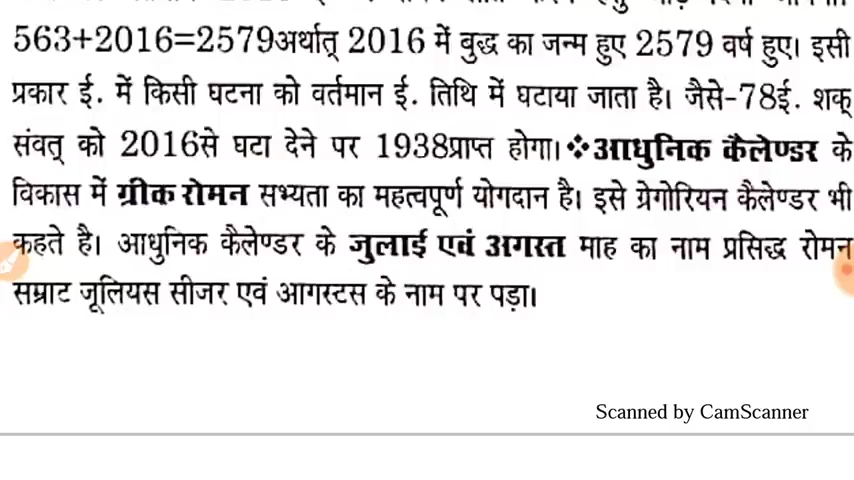 563+2016=2579अर्थात् 2016 में वुद्ध का जन्म हुए 2579 वर्ष हुए। इसी
प्रकार ई. में किसी घटना को वर्तमान ई. तिथि में घटाया जाता है। जैसे-78ई. शक्
संवत् को 2016से घटा देने पर 1938प्राप्त होगा।❖आधुनिक कैलेण्डर के
विकास में ग्रीक रोमन सभ्यता का महत्वपूर्ण योगदान है। इसे ग्रेगोरियन कैलेण्डर भी
कहते है। आधुनिक कैलेण्डर के जुलाई एवं अगस्त माह का नाम प्रसिद्ध रोमन
सम्राट जूलियस सीजर एवं आगस्टस के नाम पर पड़ा।
Scanned by CamScanner